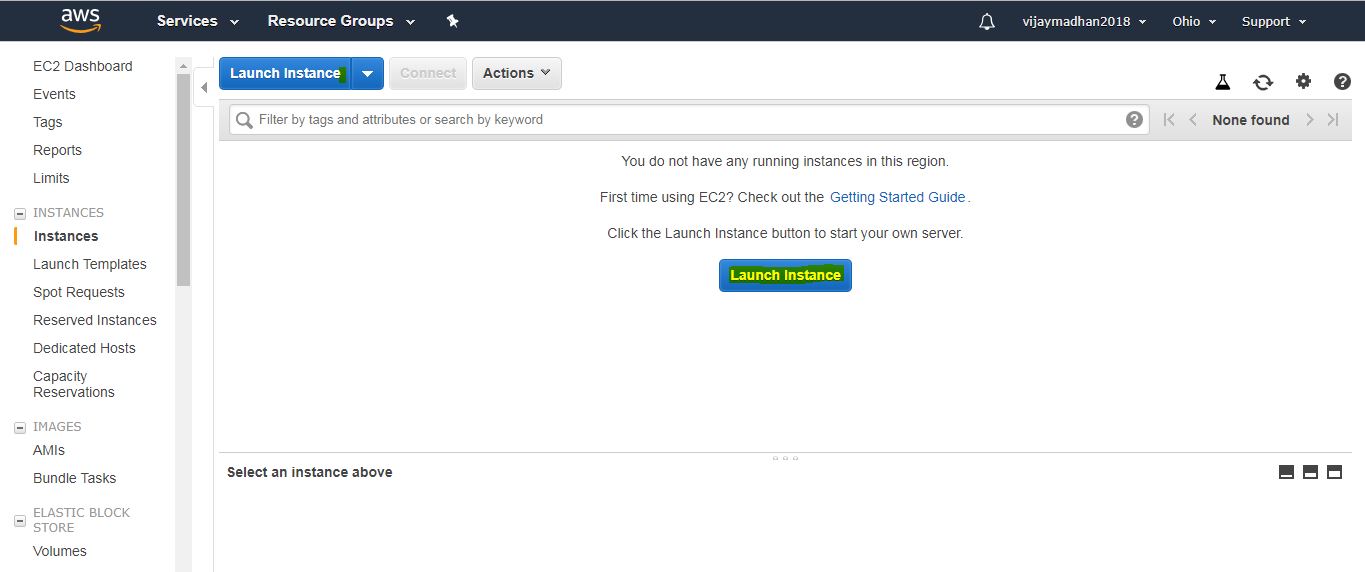 aws Services Resource Groups vijaymadhan2018 Ohio Support
EC2 Dashboard
Events
Tags
Reports
Limits
INSTANCES
Instances
Launch Templates
Spot Requests
Reserved Instances
Dedicated Hosts
Capacity
Reservations
IMAGES
AMIs
Bundle Tasks
ELASTIC BLOCK
STORE
Volumes
Launch Instance Connect Actions
Filter by tags and attributes or search by keyword
None found
You do not have any running instances in this region.
First time using EC2? Check out the Getting Started Guide.
Click the Launch Instance button to start your own server.
Launch Instance
Select an instance above